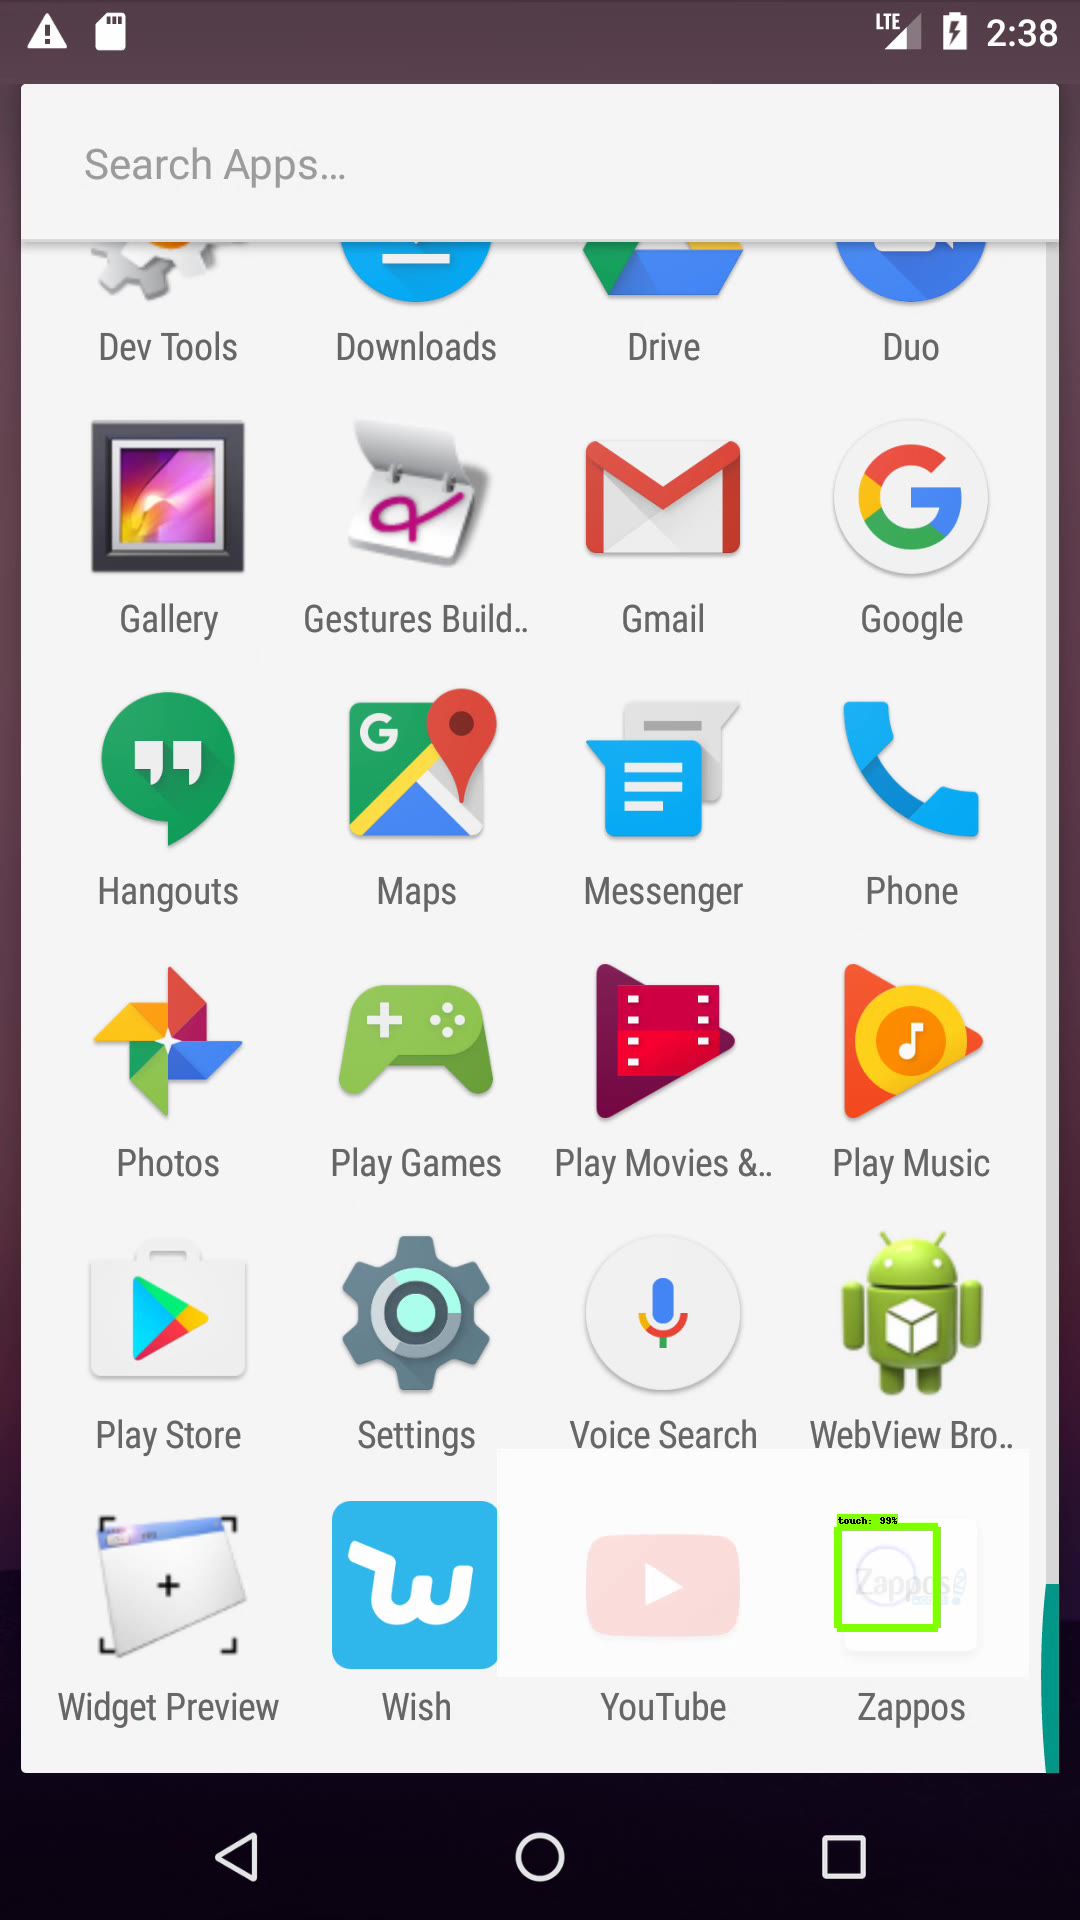 LTE 2:38
Search Apps...
Dev Tools Downloads Drive Duo
Gallery Gestures Build.. Gmail Google
Hangouts Maps Messenger Phone
Photos Play Games Play Movies &.. Play Music
Play Store Settings Voice Search WebView Bro..
touch: 99%
Zappos
Widget Preview Wish YouTube Zappos